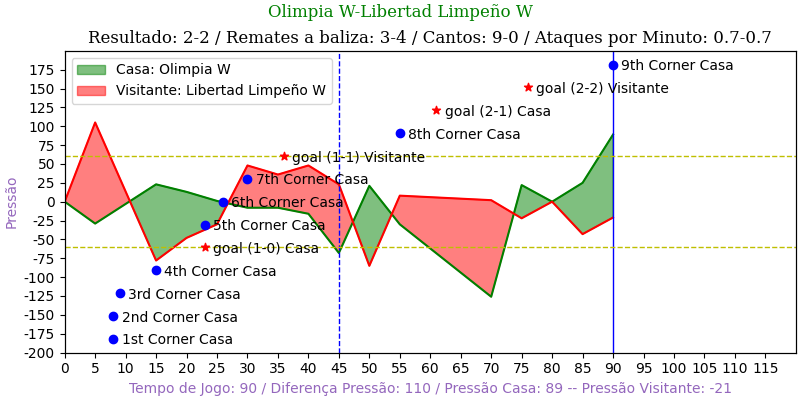 Olimpia W-Libertad Limpeño W
Resultado: 2-2 / Remates a baliza: 3-4 / Cantos: 9-0 / Ataques por Minuto: 0.7-0.7
Casa: Olimpia W
Visitante: Libertad Limpeño W
9th Corner Casa
goal (2-2) Visitante
goal (2-1) Casa
8th Corner Casa
goal (1-1) Visitante
7th Corner Casa
6th Corner Casa
5th Corner Casa
goal (1-0) Casa
4th Corner Casa
3rd Corner Casa
2nd Corner Casa
1st Corner Casa
Pressão
175
150
125
100
75
50
25
0
-25
-50
-75
-100
-125
-150
-175
-200
0 5 10 15 20 25 30 35 40 45 50 55 60 65 70 75 80 85 90 95 100 105 110 115
Tempo de Jogo: 90 / Diferença Pressão: 110 / Pressão Casa: 89 -- Pressão Visitante: -21